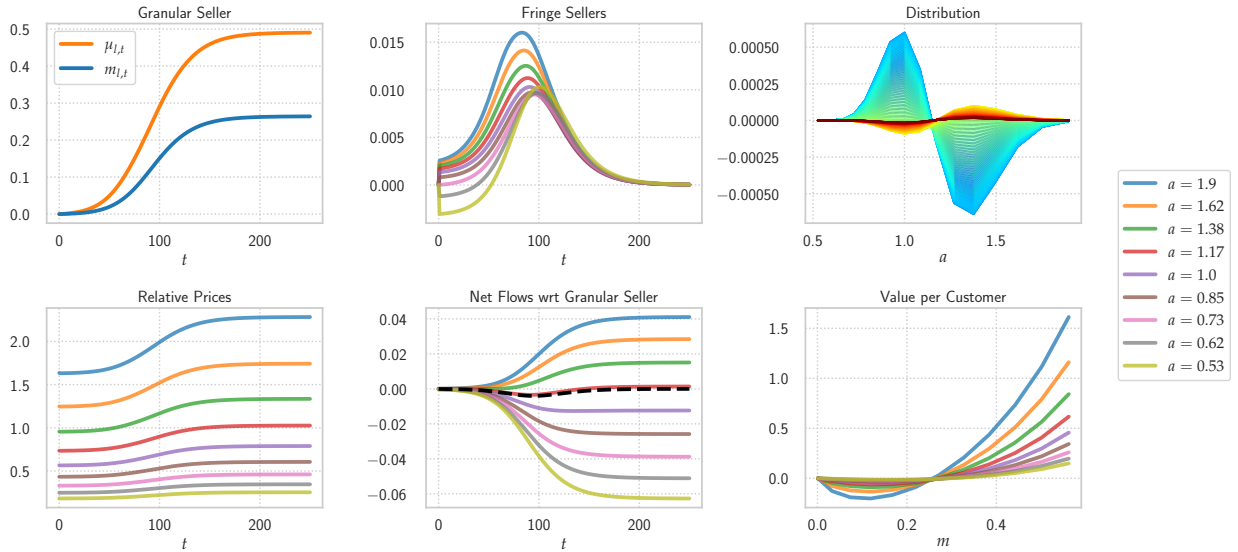 Granular Seller
0.5
0.4
0.3
0.2
0.1
0.0
μ_{l,t}
m_{l,t}
0
100
200
t
Fringe Sellers
0.015
0.010
0.005
0.000
0
100
200
t
Distribution
0.00050
0.00025
0.00000
−0.00025
−0.00050
0.5
1.0
1.5
a
Relative Prices
2.0
1.5
1.0
0.5
0
100
200
t
Net Flows wrt Granular Seller
0.04
0.02
0.00
−0.02
−0.04
−0.06
0
100
200
t
Value per Customer
1.5
1.0
0.5
0.0
0.0
0.2
0.4
m
a = 1.9
a = 1.62
a = 1.38
a = 1.17
a = 1.0
a = 0.85
a = 0.73
a = 0.62
a = 0.53